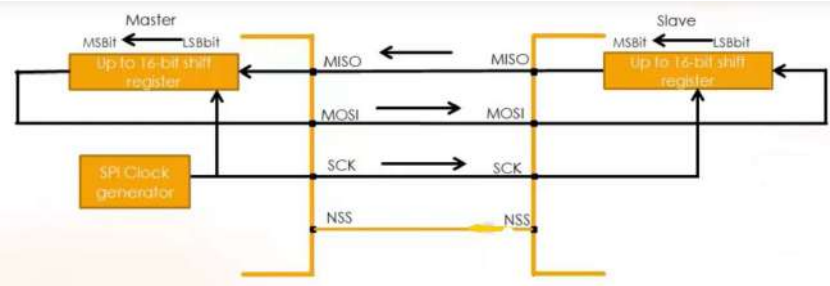 Master
Slave
MSBit LSBbit
MSBit LSBbit
Up to 16-bit shift
register
Up to 16-bit shift
register
MISO
MISO
MOSI
MOSI
SPI Clock
generator
SCK
SCK
NSS
NSS